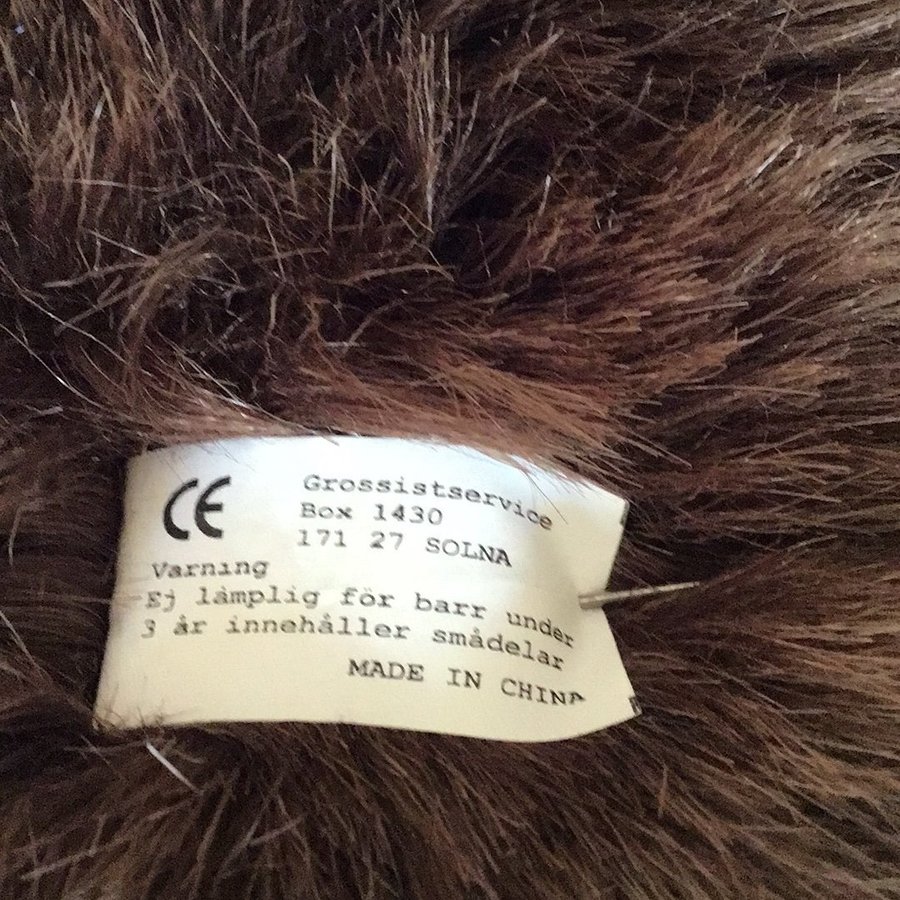 CE
Grossistservice
Box 1430
171 27 SOLNA
Varning
Ej låmplig för barr under
3 år innehåller smådelar
MADE IN CHINA